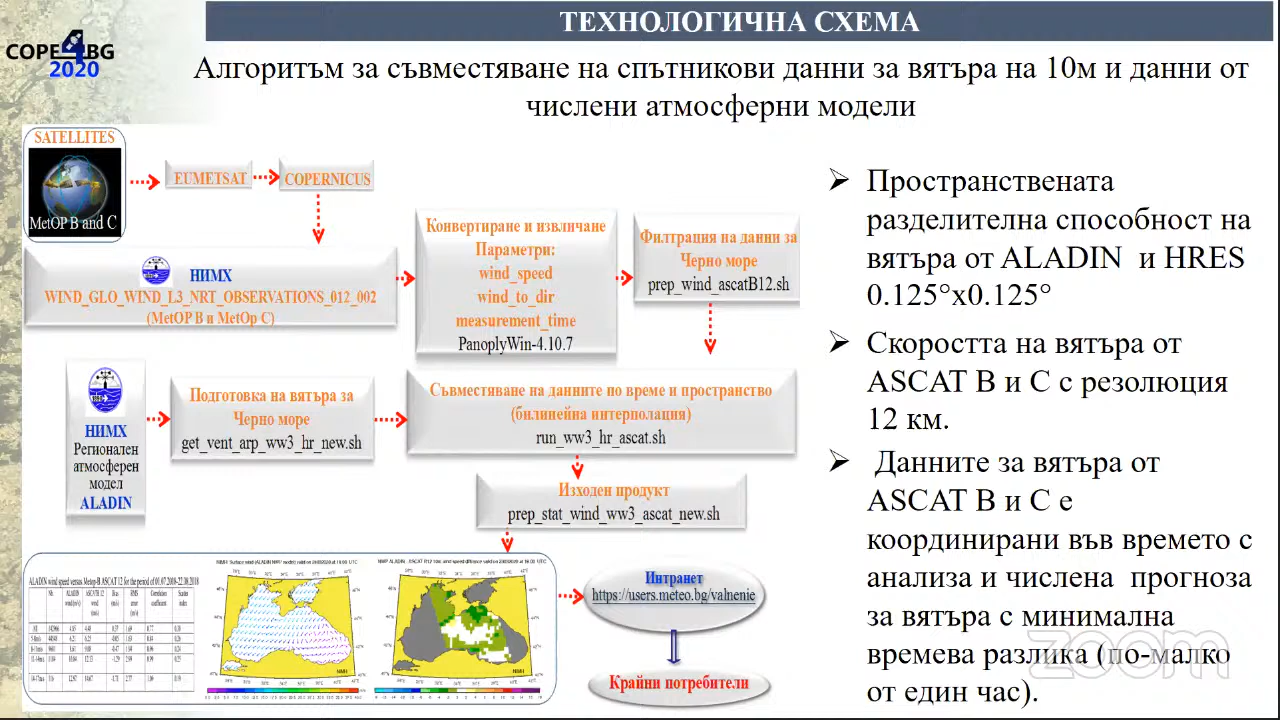 ТЕХНОЛОГИЧНА СХЕМА
COPE4BG
2020
Алгоритъм за съвместяване на спътникови данни за вятъра на 10м и данни от
числени атмосферни модели
SATELLITES
MetOP B and C
EUMETSAT
COPERNICUS
НИМХ
WIND_GLO_WIND_L3_NRT_OBSERVATIONS_012_002
(MetOP B и MetOp C)
Конвертиране и извличане
Параметри:
wind_speed
wind_to_dir
measurement_time
PanoplyWin-4.10.7
Филтрация на данни за
Черно море
prep_wind_ascatB12.sh
НИМХ
Регионален
атмосферен
модел
ALADIN
Подготовка на вятъра за
Черно море
get_vent_arp_ww3_hr_new.sh
Съвместяване на данните по време и пространство
(билинейна интерполация)
run_ww3_hr_ascat.sh
Изходен продукт
prep_stat_wind_ww3_ascat_new.sh
Интранет
https://users.meteo.bg/valnenie
Крайни потребители
➢ Пространствената
разделителна способност на
вятъра от ALADIN и HRES
0.125°x0.125°
➢ Скоростта на вятъра от
ASCAT B и C с резолюция
12 км.
➢ Данните за вятъра от
ASCAT B и C е
координирани във времето с
анализа и числена прогноза
за вятъра с минимална
времева разлика (по-малко
от един час).
zoom